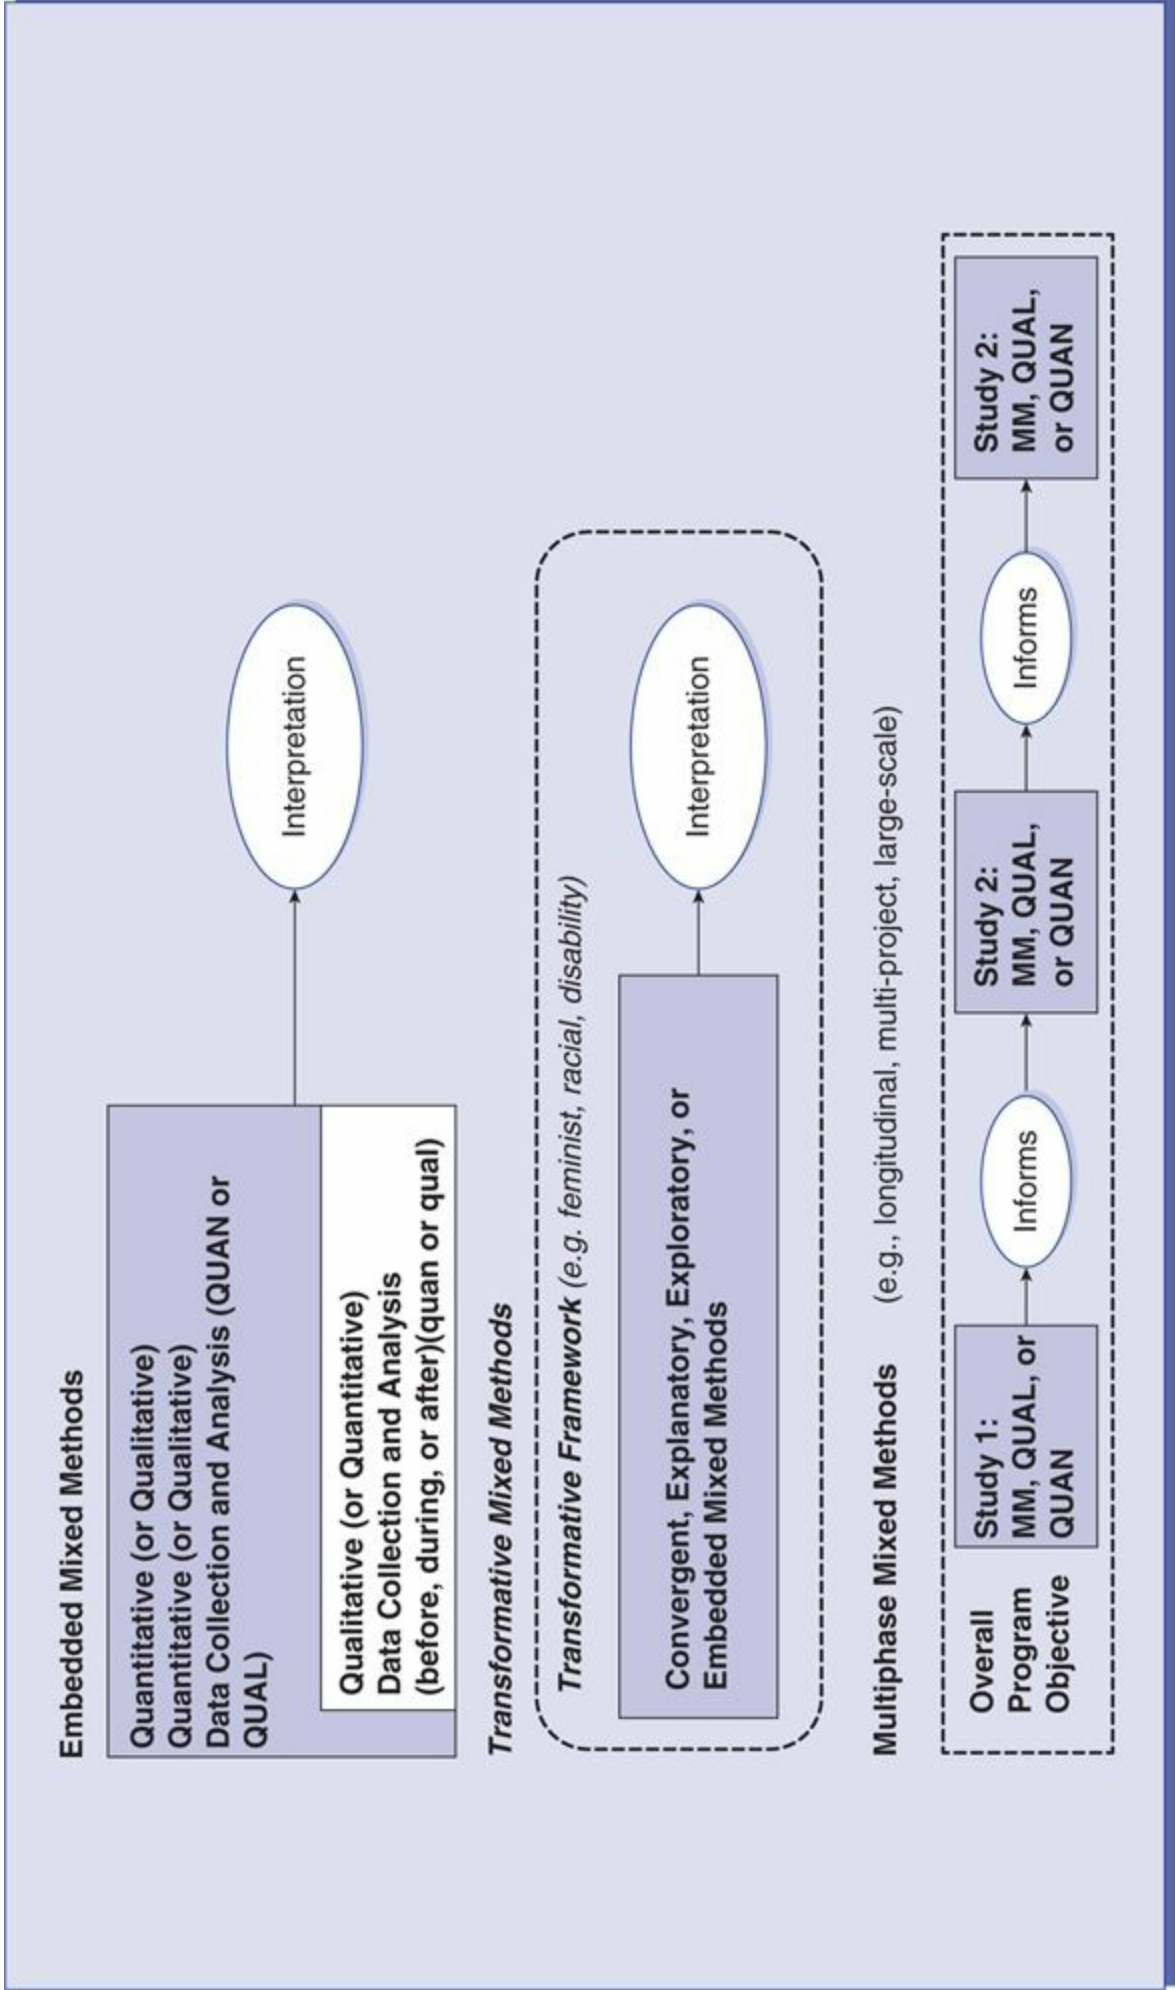 Embedded Mixed Methods
Quantitative (or Qualitative)
Quantitative (or Qualitative)
Data Collection and Analysis (QUAN or
QUAL)
Qualitative (or Quantitative)
Data Collection and Analysis
(before, during, or after)(quan or qual)
Interpretation
Transformative Mixed Methods
Transformative Framework (e.g. feminist, racial, disability)
Convergent, Explanatory, Exploratory, or
Embedded Mixed Methods
Interpretation
Multiphase Mixed Methods (e.g., longitudinal, multi-project, large-scale)
Overall
Program
Objective
Study 1:
MM, QUAL, or
QUAN
Informs
Study 2:
MM, QUAL,
or QUAN
Informs
Study 2:
MM, QUAL,
or QUAN